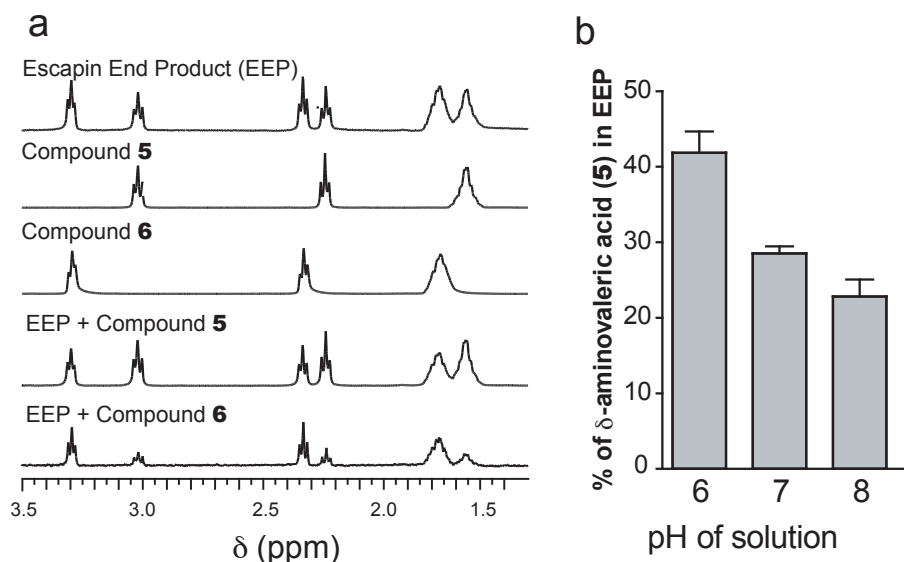 a
Escapin End Product (EEP)
Compound 5
Compound 6
EEP + Compound 5
EEP + Compound 6
3.5 3.0 2.5 2.0 1.5
δ (ppm)
b
% of δ-aminovaleric acid (5) in EEP
50
40
30
20
10
0
6 7 8
pH of solution